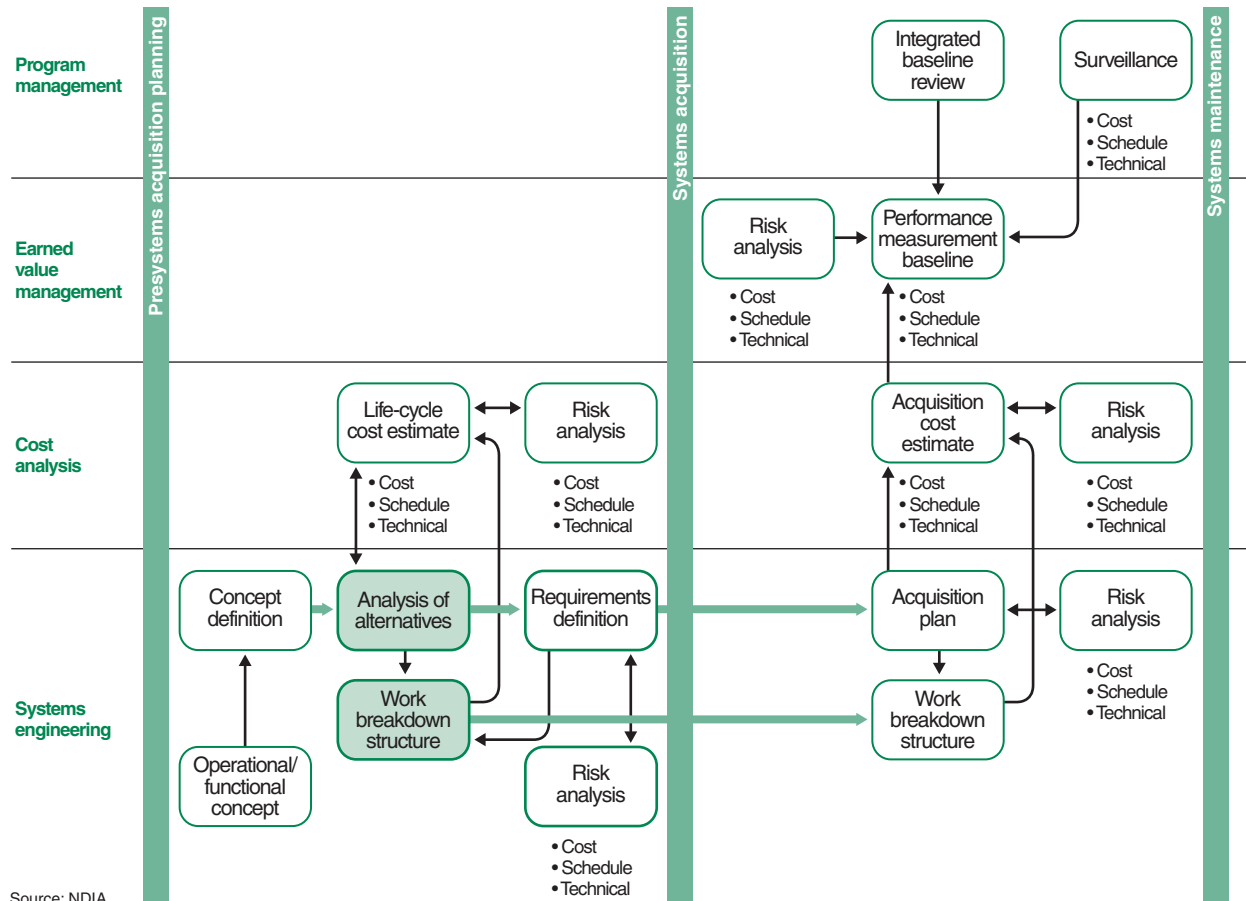 Presystems acquisition planning
Systems acquisition
Systems maintenance
Program
management
Integrated
baseline
review
Surveillance
• Cost
• Schedule
• Technical
Earned
value
management
Risk
analysis
• Cost
• Schedule
• Technical
Performance
measurement
baseline
• Cost
• Schedule
• Technical
Cost
analysis
Life-cycle
cost estimate
• Cost
• Schedule
• Technical
Risk
analysis
• Cost
• Schedule
• Technical
Acquisition
cost
estimate
• Cost
• Schedule
• Technical
Risk
analysis
• Cost
• Schedule
• Technical
Systems
engineering
Concept
definition
Analysis of
alternatives
Requirements
definition
Acquisition
plan
Risk
analysis
• Cost
• Schedule
• Technical
Operational/
functional
concept
Work
breakdown
structure
Risk
analysis
• Cost
• Schedule
• Technical
Work
breakdown
structure
Source: NDIA